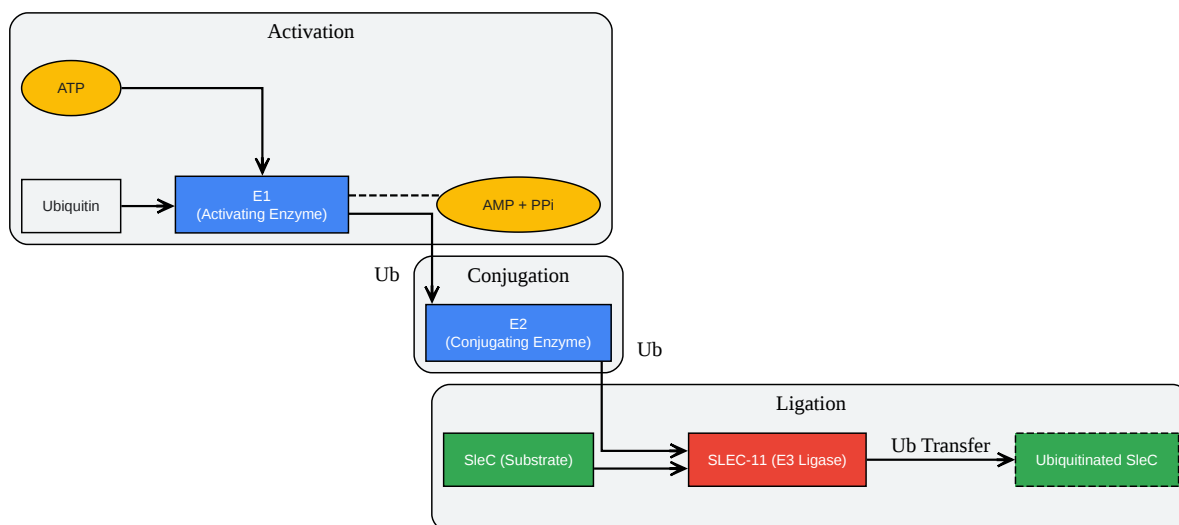 Activation
ATP
Ubiquitin
E1
(Activating Enzyme)
AMP + PPi
Ub
Conjugation
E2
(Conjugating Enzyme)
Ub
Ligation
SleC (Substrate)
SLEC-11 (E3 Ligase)
Ub Transfer
Ubiquitinated SleC